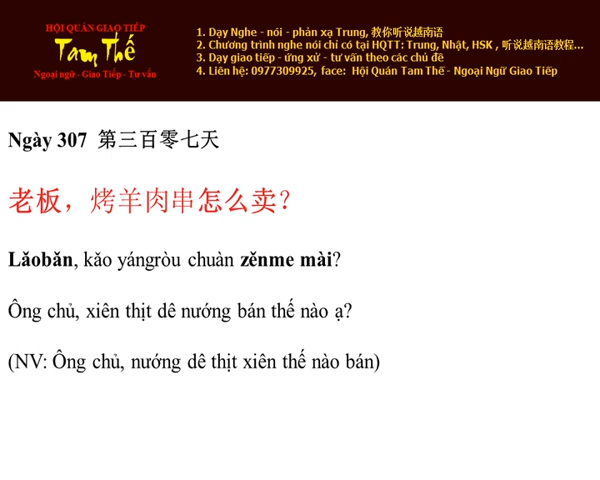 HỘI QUÁN GIAO TIẾP
Tam Thế
Ngoại ngữ - Giao Tiếp - Tư vấn
1. Dạy Nghe - nói - phản xạ Trung, 教你听说越南语
2. Chương trình nghe nói chỉ có tại HQTT: Trung, Nhật, HSK , 听说越南语教程...
3. Dạy giao tiếp - ứng xử - tư vấn theo các chủ đề
4. Liên hệ: 0977309925, face: Hội Quán Tam Thế - Ngoại Ngữ Giao Tiếp
Ngày 307 第三百零七天
老板，烤羊肉串怎么卖？
Lǎobǎn, kǎo yángròu chuàn zěnme mài?
Ông chủ, xiên thịt dê nướng bán thế nào ạ?
(NV: Ông chủ, nướng dê thịt xiên thế nào bán)